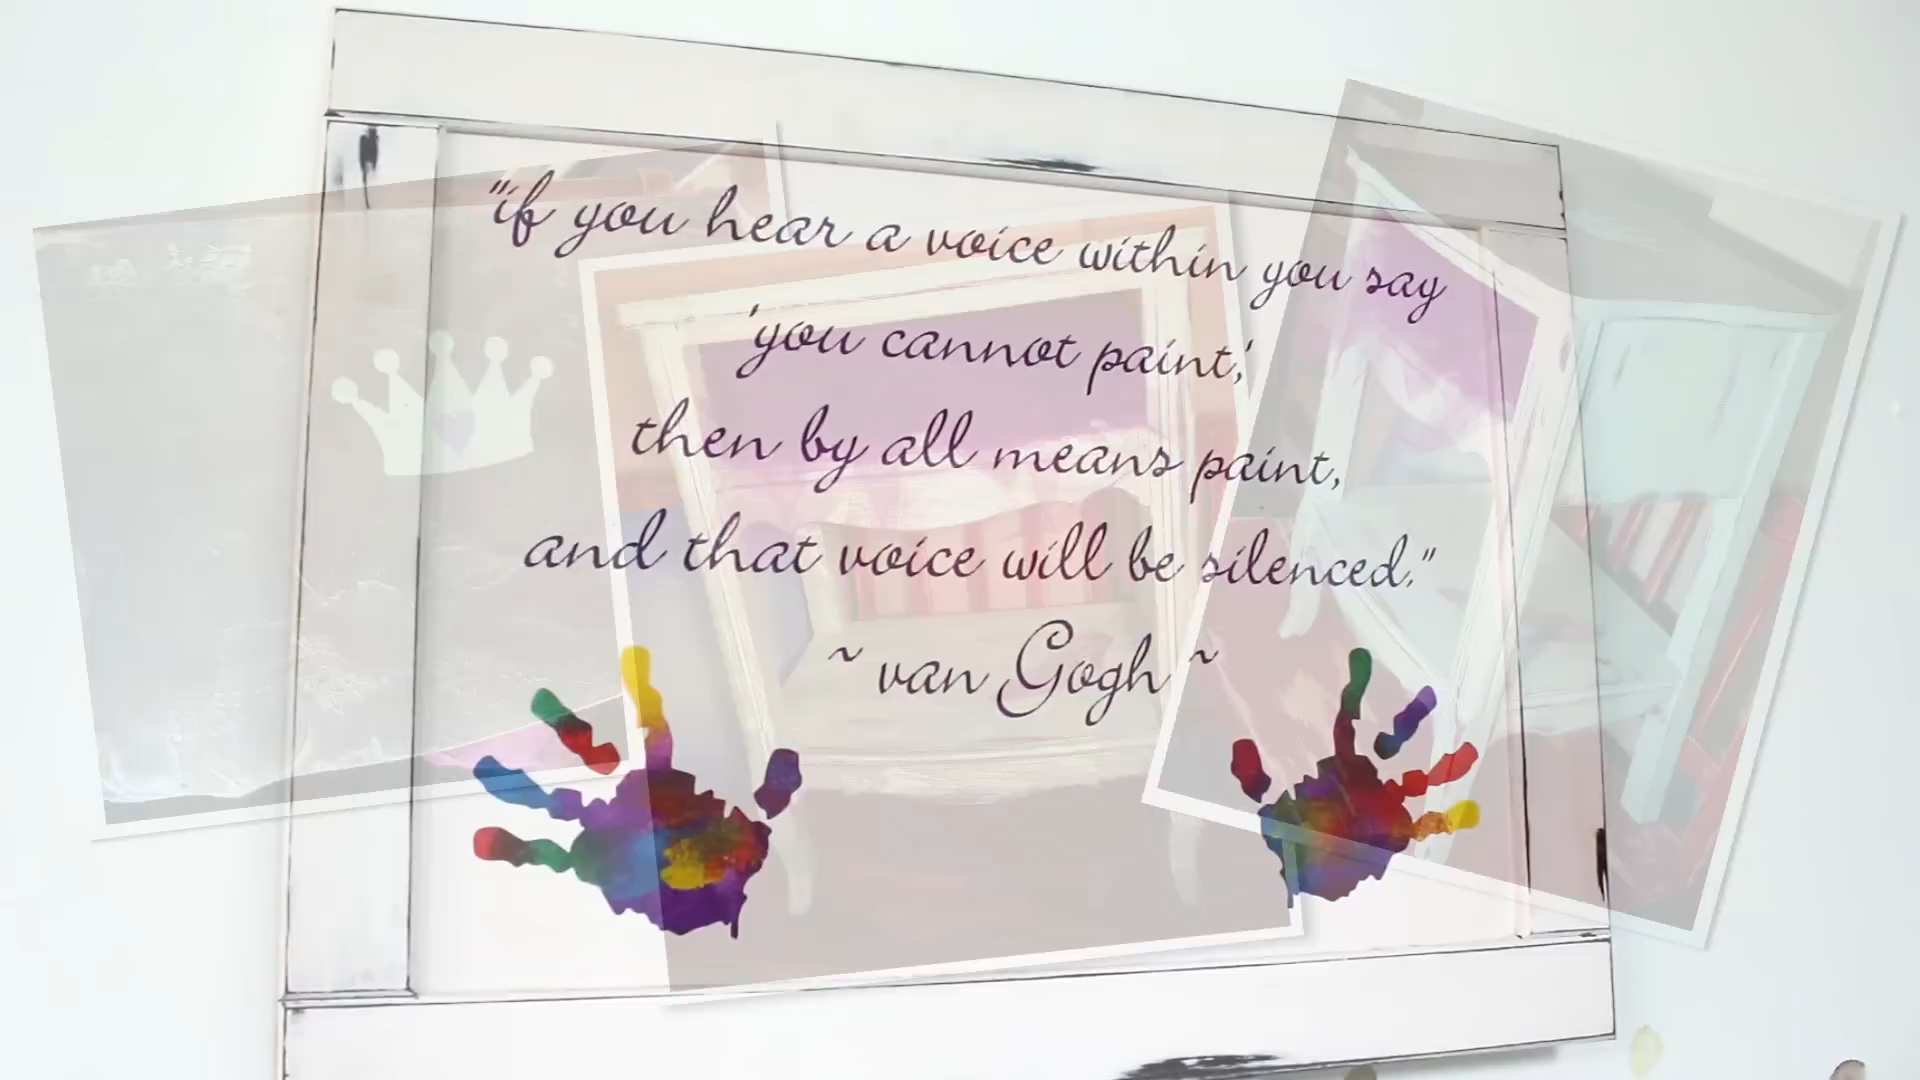 "if you hear a voice within you say
'you cannot paint,'
then by all means paint,
and that voice will be silenced."
~ van Gogh ~